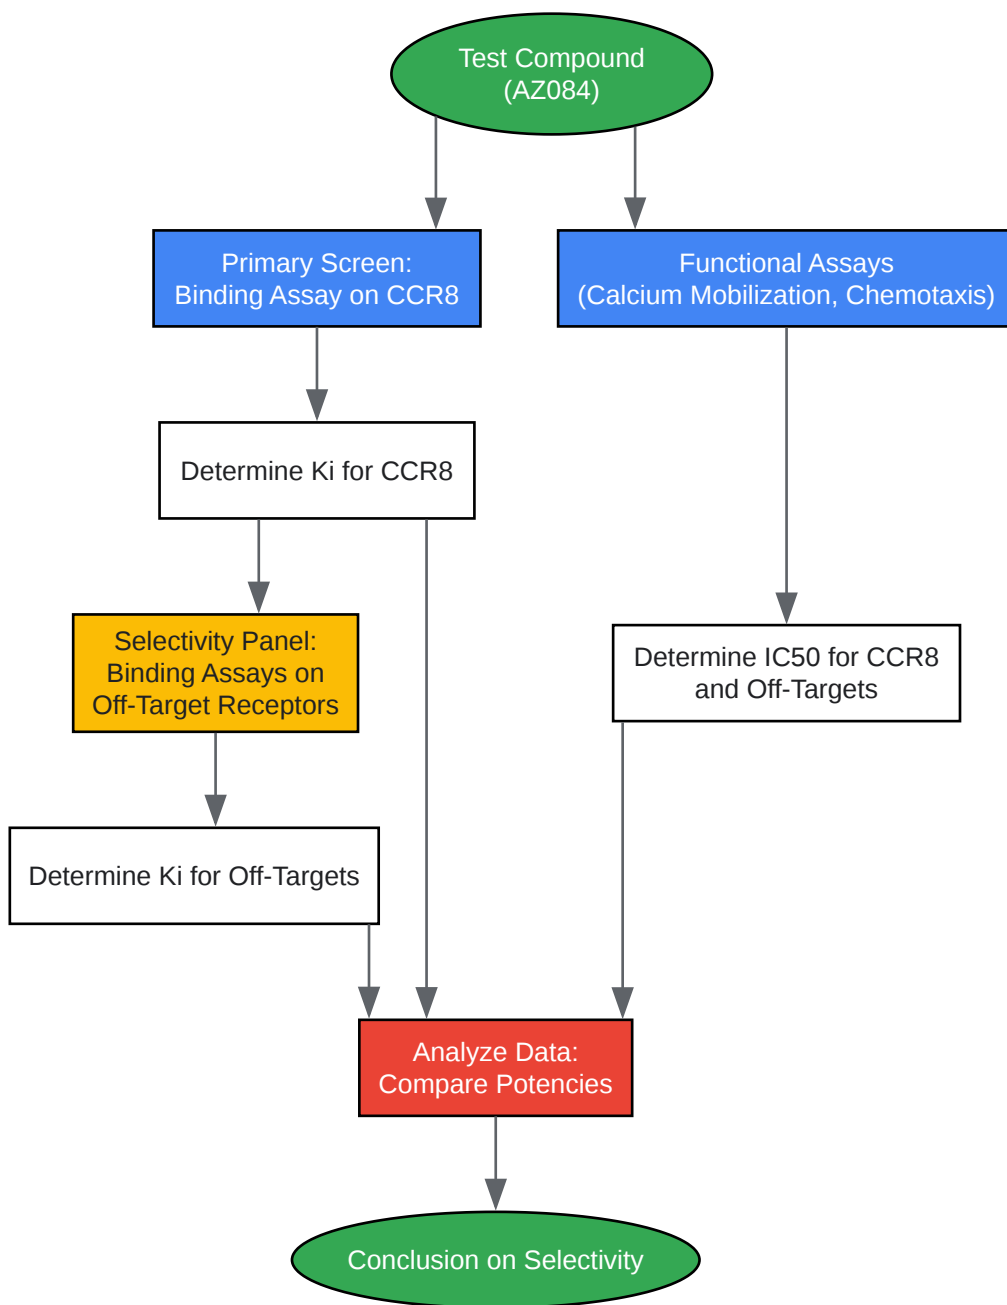 Test Compound
(AZ084)
Primary Screen:
Binding Assay on CCR8
Functional Assays
(Calcium Mobilization, Chemotaxis)
Determine Ki for CCR8
Selectivity Panel:
Binding Assays on
Off-Target Receptors
Determine IC50 for CCR8
and Off-Targets
Determine Ki for Off-Targets
Analyze Data:
Compare Potencies
Conclusion on Selectivity